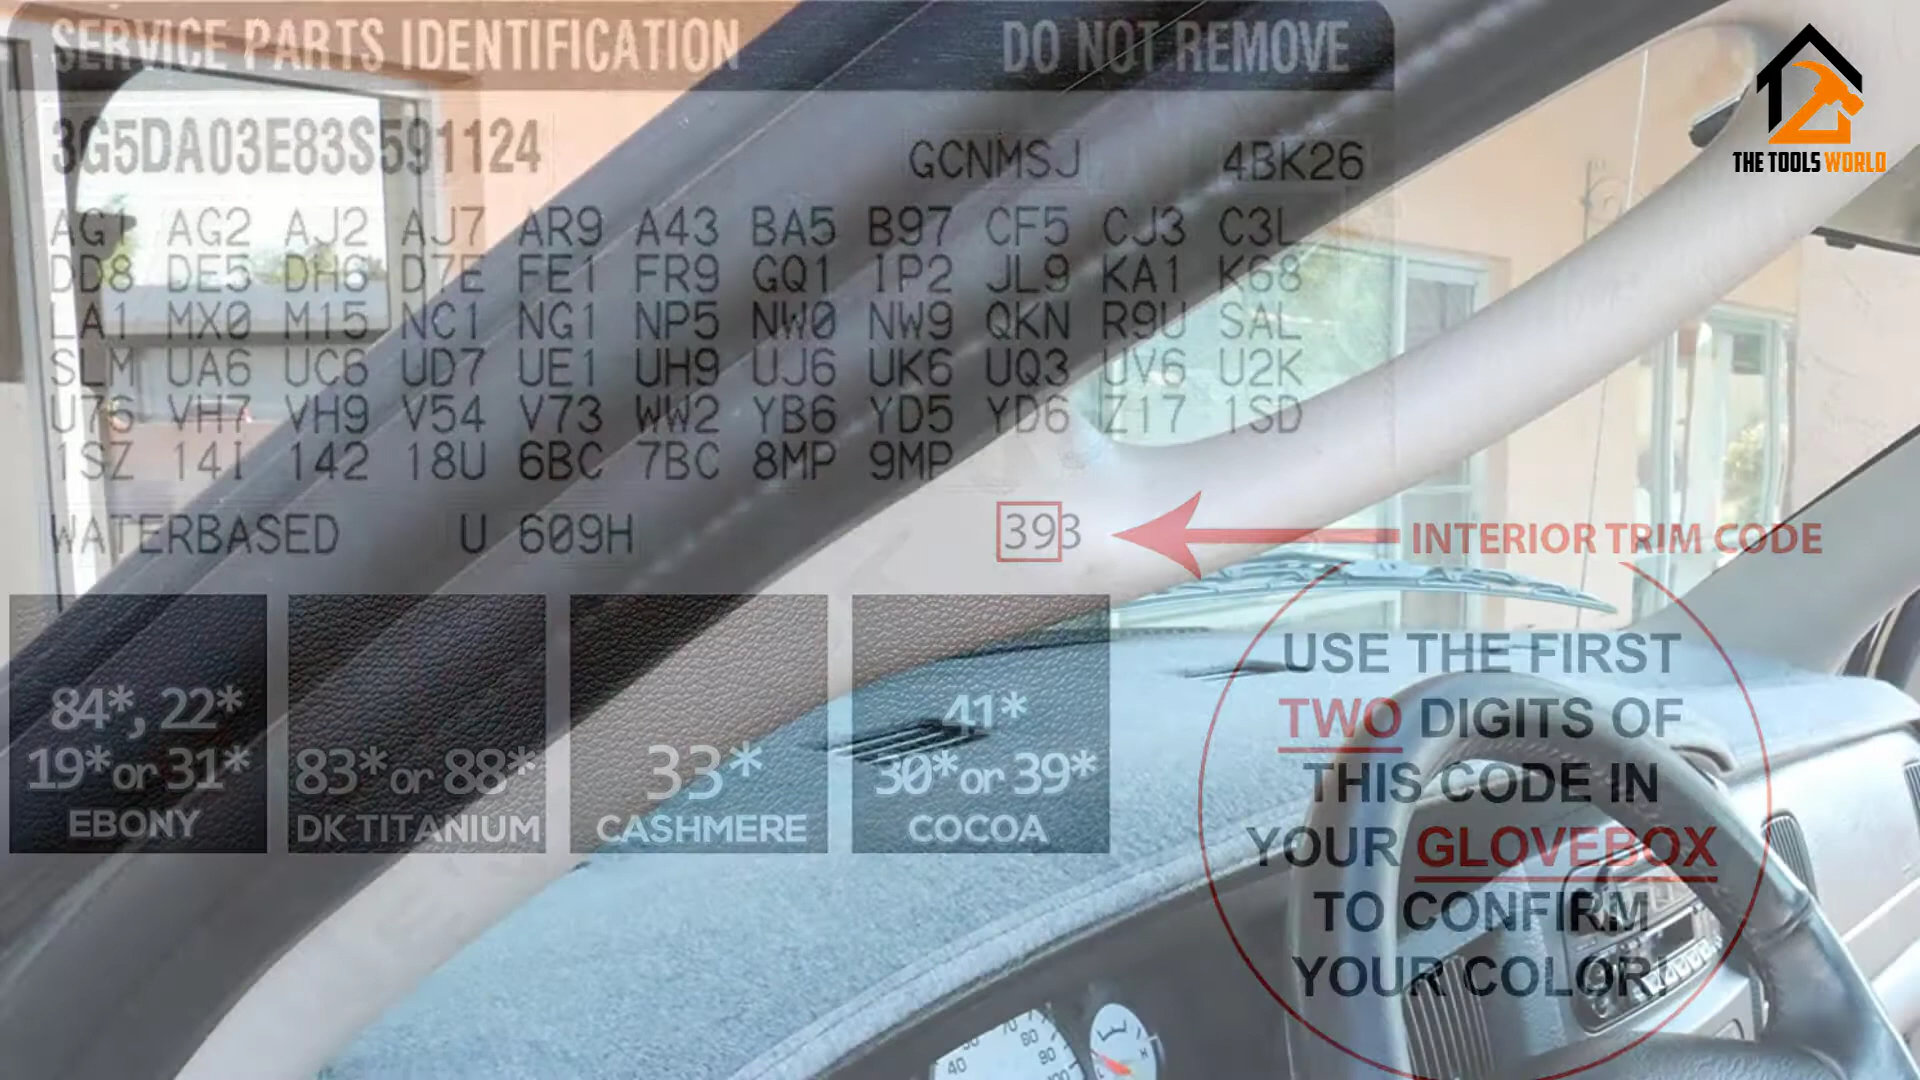 SERVICE PARTS IDENTIFICATION DO NOT REMOVE
THE TOOLS WORLD
3G5DA03E83S591124 GCNMSJ 4BK26
AG1 AG2 AJ2 AJ7 AR9 A43 BA5 B97 CF5 CJ3 C3L
DD8 DE5 DH6 D7E FE1 FR9 GQ1 IP2 JL9 KA1 K68
LA1 MX0 M15 NC1 NG1 NP5 NW0 NW9 QKN R9U SAL
SLM UA6 UC6 UD7 UE1 UH9 UJ6 UK6 UQ3 UV6 U2K
U76 VH7 VH9 V54 V73 WW2 YB6 YD5 YD6 Z17 1SD
1SZ 14I 142 18U 6BC 7BC 8MP 9MP
WATERBASED U 609H 393
INTERIOR TRIM CODE
84*, 22*
19* or 31*
EBONY
83* or 88*
DK TITANIUM
33*
CASHMERE
41*
30* or 39*
COCOA
USE THE FIRST
TWO DIGITS OF
THIS CODE IN
YOUR GLOVEBOX
TO CONFIRM
YOUR COLOR!
40
60
80